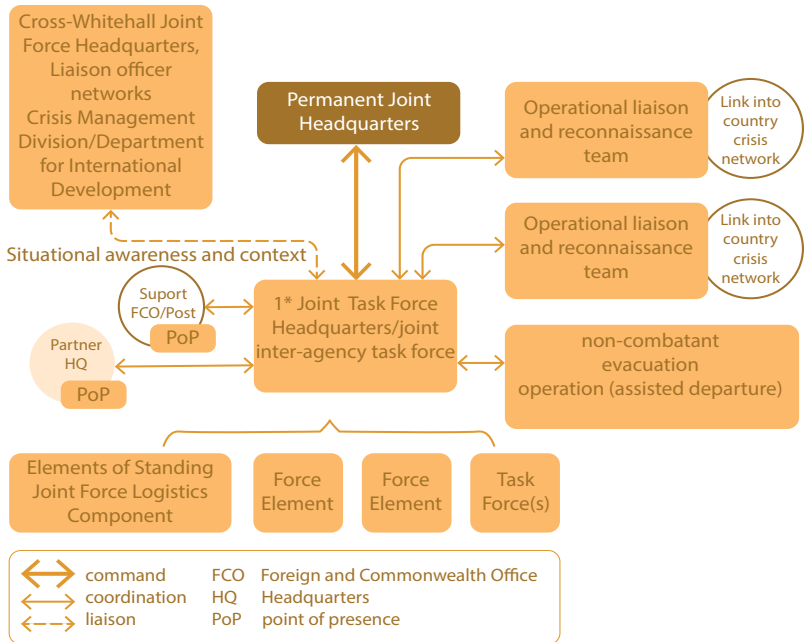 Cross-Whitehall Joint
Force Headquarters,
Liaison officer
networks
Crisis Management
Division/Department
for International
Development
Permanent Joint
Headquarters
Operational liaison
and reconnaissance
team
Link into
country
crisis
network
Operational liaison
and reconnaissance
team
Link into
country
crisis
network
Situational awareness and context
Suport
FCO/Post
PoP
Partner
HQ
PoP
1* Joint Task Force
Headquarters/joint
inter-agency task force
non-combatant
evacuation
operation (assisted departure)
Elements of Standing
Joint Force Logistics
Component
Force
Element
Force
Element
Task
Force(s)
command FCO Foreign and Commonwealth Office
coordination HQ Headquarters
liaison PoP point of presence